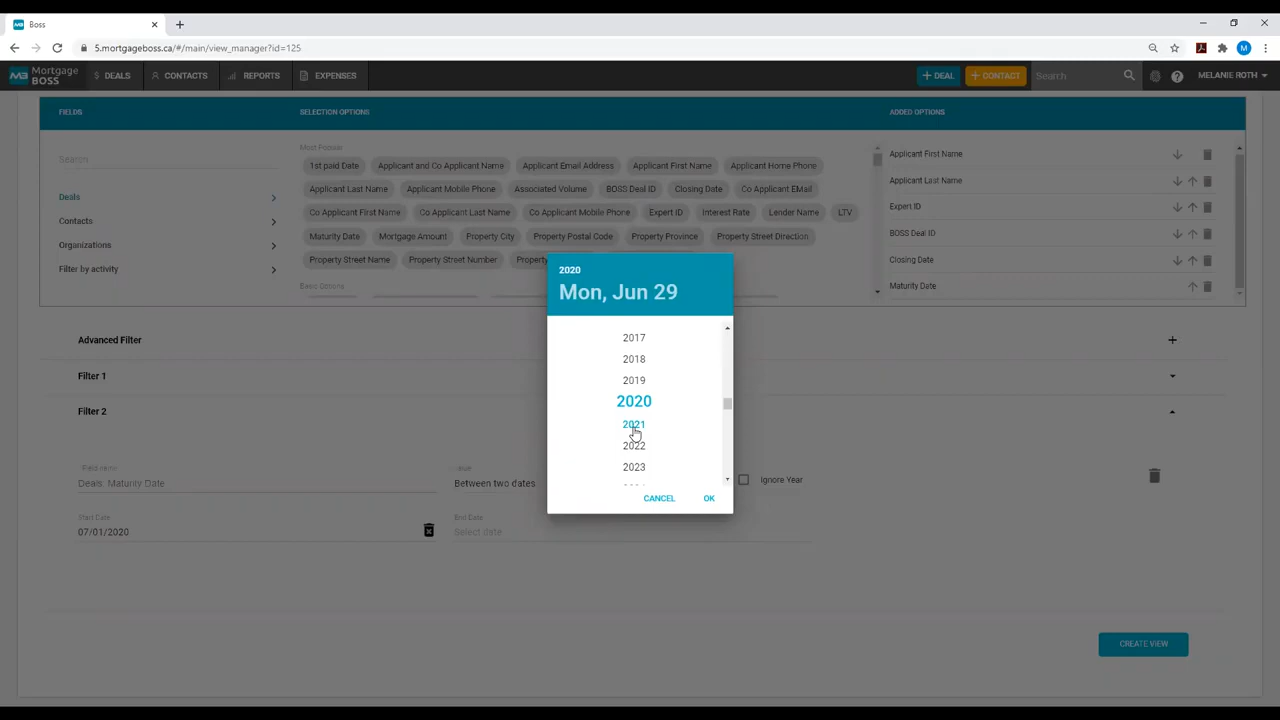 Boss
5.mortgageboss.ca/#/main/view_manager?id=125
M
MB Mortgage BOSS
DEALS
CONTACTS
REPORTS
EXPENSES
+ DEAL
+ CONTACT
Search
MELANIE ROTH
FIELDS
SELECTION OPTIONS
ADDED OPTIONS
Search
Deals
Contacts
Organizations
Filter by activity
Most Popular
1st paid Date Applicant and Co Applicant Name Applicant Email Address Applicant First Name Applicant Home Phone
Applicant Last Name Applicant Mobile Phone Associated Volume BOSS Deal ID Closing Date Co Applicant EMail
Co Applicant First Name Co Applicant Last Name Co Applicant Mobile Phone Expert ID Interest Rate Lender Name LTV
Maturity Date Mortgage Amount Property City Property Postal Code Property Province Property Street Direction
Property Street Name Property Street Number
Basic Options
Applicant First Name
Applicant Last Name
Expert ID
BOSS Deal ID
Closing Date
Maturity Date
2020
Mon, Jun 29
2017
2018
2019
2020
2021
2022
2023
CANCEL OK
Advanced Filter
Filter 1
Filter 2
Field name
Deals Maturity Date
Value
Between two dates
Ignore Year
Start Date
07/01/2020
End Date
Select date
CREATE VIEW